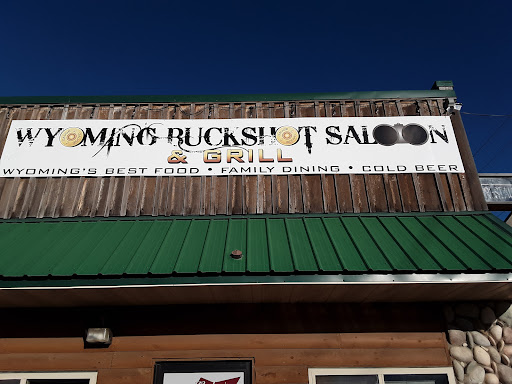 WYOMING BUCKSHOT SALOON
& GRILL
WYOMING'S BEST FOOD • FAMILY DINING • COLD BEER